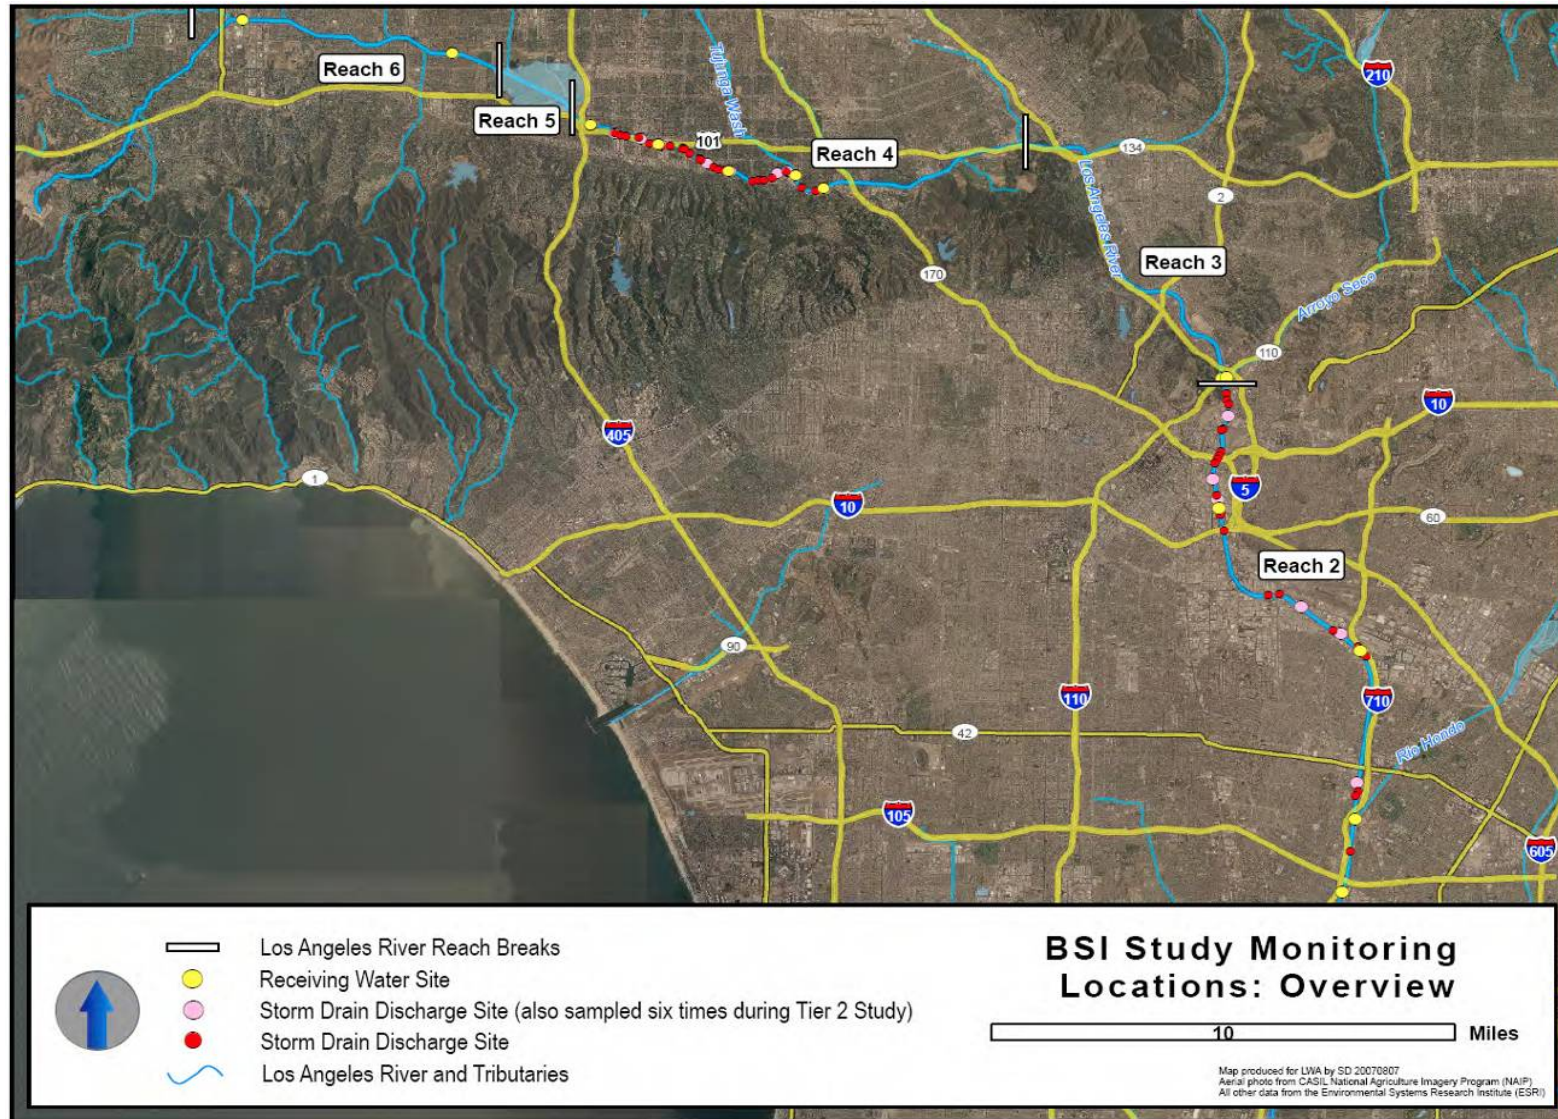 Reach 6
Reach 5
Tujunga Wash
101
Reach 4
134
210
Los Angeles River
2
Reach 3
170
Arroyo Seco
110
10
405
1
10
5
60
Reach 2
90
110
710
42
Rio Hondo
105
605
Los Angeles River Reach Breaks
Receiving Water Site
Storm Drain Discharge Site (also sampled six times during Tier 2 Study)
Storm Drain Discharge Site
Los Angeles River and Tributaries
BSI Study Monitoring
Locations: Overview
10 Miles
Map produced for LWA by SD 20070807
Aerial photo from CASIL National Agriculture Imagery Program (NAIP)
All other data from the Environmental Systems Research Institute (ESRI)